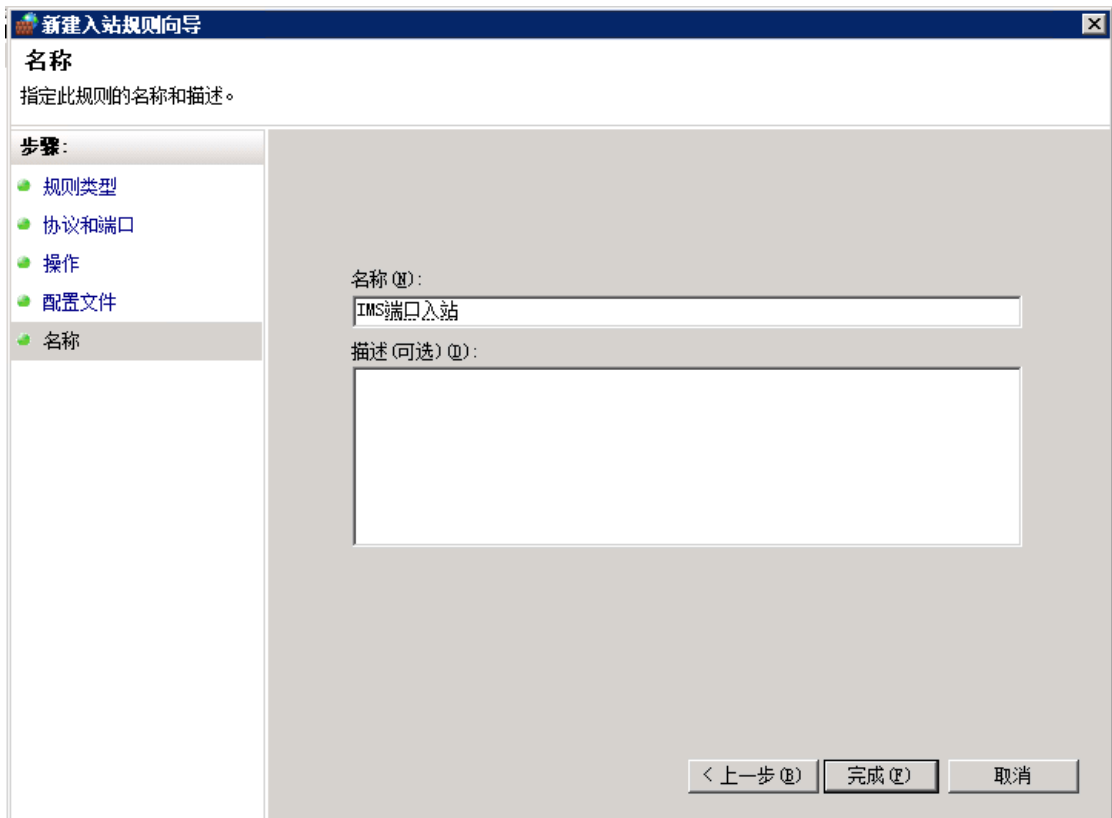 新建入站规则向导
名称
指定此规则的名称和描述。
步骤:
规则类型
协议和端口
操作
配置文件
名称
名称(N):
IMS端口入站
描述(可选)(D):
< 上一步(B)
完成(F)
取消